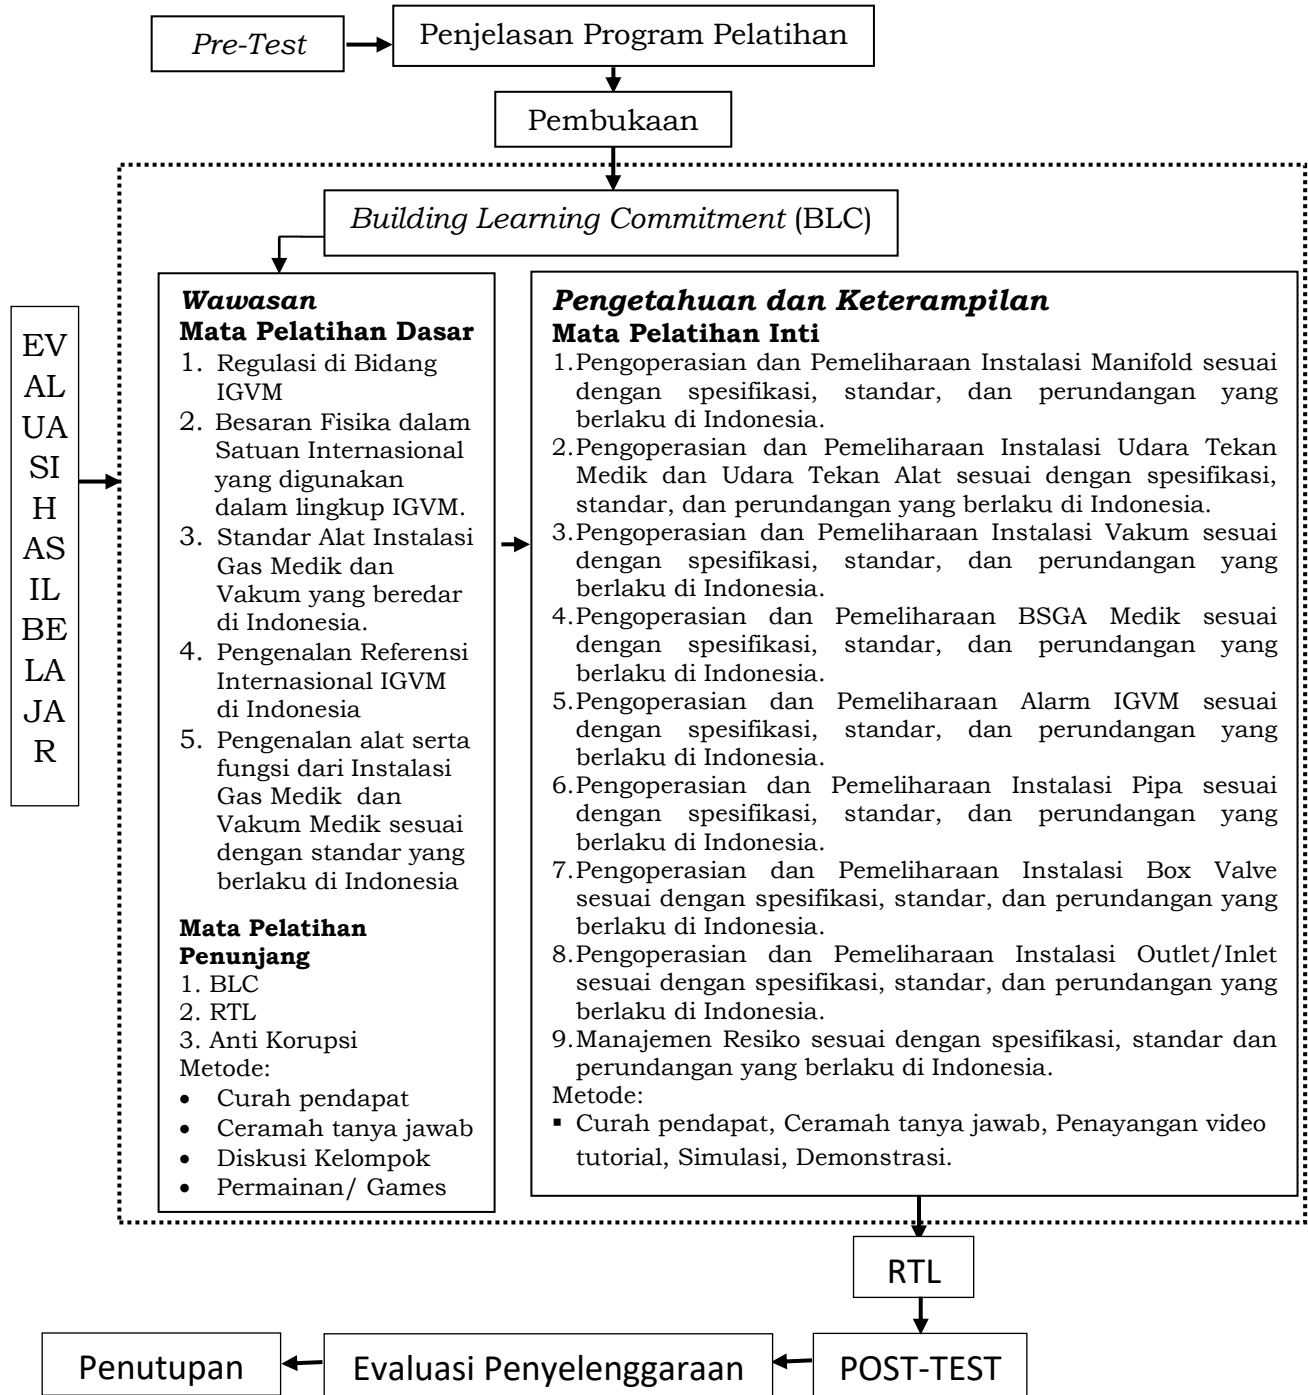 Pre-Test
Penjelasan Program Pelatihan
Pembukaan
Building Learning Commitment (BLC)
EV
AL
UA
SI
H
AS
IL
BE
LA
JA
R
Wawasan
Mata Pelatihan Dasar
1. Regulasi di Bidang
IGVM
2. Besaran Fisika dalam
Satuan Internasional
yang digunakan
dalam lingkup IGVM.
3. Standar Alat Instalasi
Gas Medik dan
Vakum yang beredar
di Indonesia.
4. Pengenalan Referensi
Internasional IGVM
di Indonesia
5. Pengenalan alat serta
fungsi dari Instalasi
Gas Medik dan
Vakum Medik sesuai
dengan standar yang
berlaku di Indonesia
Mata Pelatihan
Penunjang
1. BLC
2. RTL
3. Anti Korupsi
Metode:
• Curah pendapat
• Ceramah tanya jawab
• Diskusi Kelompok
• Permainan/ Games
Pengetahuan dan Keterampilan
Mata Pelatihan Inti
1.Pengoperasian dan Pemeliharaan Instalasi Manifold sesuai
dengan spesifikasi, standar, dan perundangan yang
berlaku di Indonesia.
2.Pengoperasian dan Pemeliharaan Instalasi Udara Tekan
Medik dan Udara Tekan Alat sesuai dengan spesifikasi,
standar, dan perundangan yang berlaku di Indonesia.
3.Pengoperasian dan Pemeliharaan Instalasi Vakum sesuai
dengan spesifikasi, standar, dan perundangan yang
berlaku di Indonesia.
4.Pengoperasian dan Pemeliharaan BSGA Medik sesuai
dengan spesifikasi, standar, dan perundangan yang
berlaku di Indonesia.
5.Pengoperasian dan Pemeliharaan Alarm IGVM sesuai
dengan spesifikasi, standar, dan perundangan yang
berlaku di Indonesia.
6.Pengoperasian dan Pemeliharaan Instalasi Pipa sesuai
dengan spesifikasi, standar, dan perundangan yang
berlaku di Indonesia.
7.Pengoperasian dan Pemeliharaan Instalasi Box Valve
sesuai dengan spesifikasi, standar, dan perundangan yang
berlaku di Indonesia.
8.Pengoperasian dan Pemeliharaan Instalasi Outlet/Inlet
sesuai dengan spesifikasi, standar, dan perundangan yang
berlaku di Indonesia.
9.Manajemen Resiko sesuai dengan spesifikasi, standar dan
perundangan yang berlaku di Indonesia.
Metode:
▪ Curah pendapat, Ceramah tanya jawab, Penayangan video
tutorial, Simulasi, Demonstrasi.
RTL
POST-TEST
Evaluasi Penyelenggaraan
Penutupan